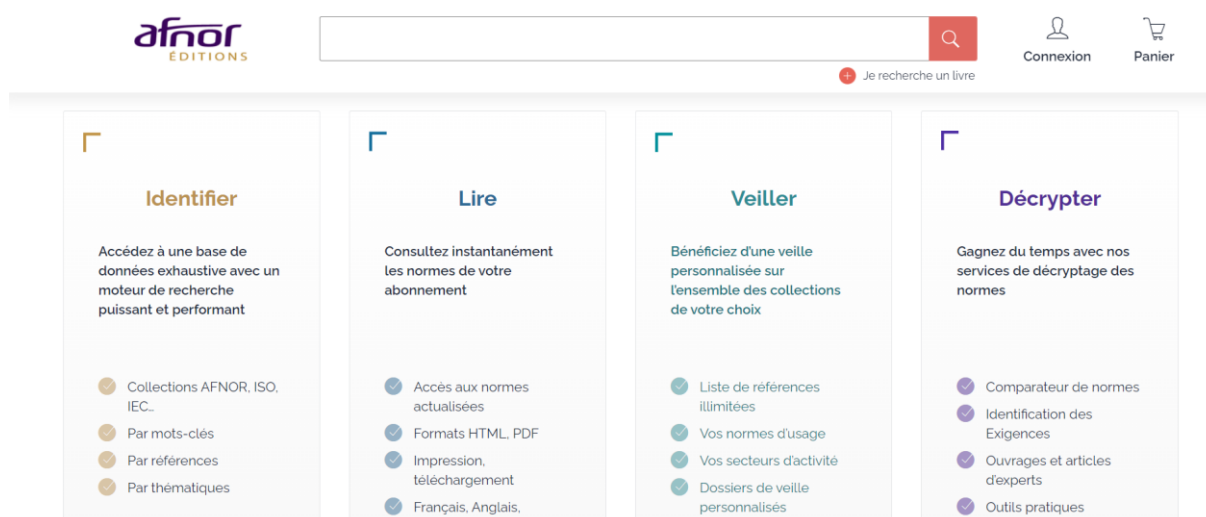 afnor
ÉDITIONS
Connexion
Panier
Je recherche un livre
Identifier
Accédez à une base de
données exhaustive avec un
moteur de recherche
puissant et performant
Collections AFNOR, ISO,
IEC…
Par mots-clés
Par références
Par thématiques
Lire
Consultez instantanément
les normes de votre
abonnement
Accès aux normes
actualisées
Formats HTML, PDF
Impression,
téléchargement
Français, Anglais,
Veiller
Bénéficiez d’une veille
personnalisée sur
l’ensemble des collections
de votre choix
Liste de références
illimitées
Vos normes d’usage
Vos secteurs d’activité
Dossiers de veille
personnalisés
Décrypter
Gagnez du temps avec nos
services de décryptage des
normes
Comparateur de normes
Identification des
Exigences
Ouvrages et articles
d’experts
Outils pratiques